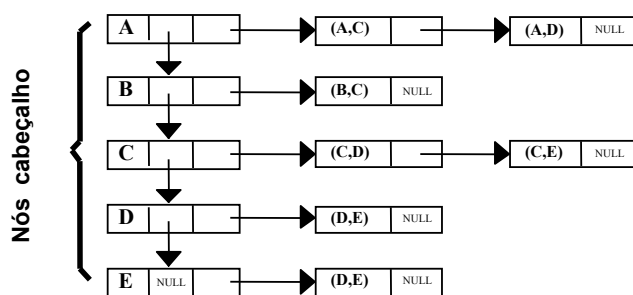 Nós cabeçalho
A (A,C) (A,D) NULL
B (B,C) NULL
C (C,D) (C,E) NULL
D (D,E) NULL
E NULL (D,E) NULL